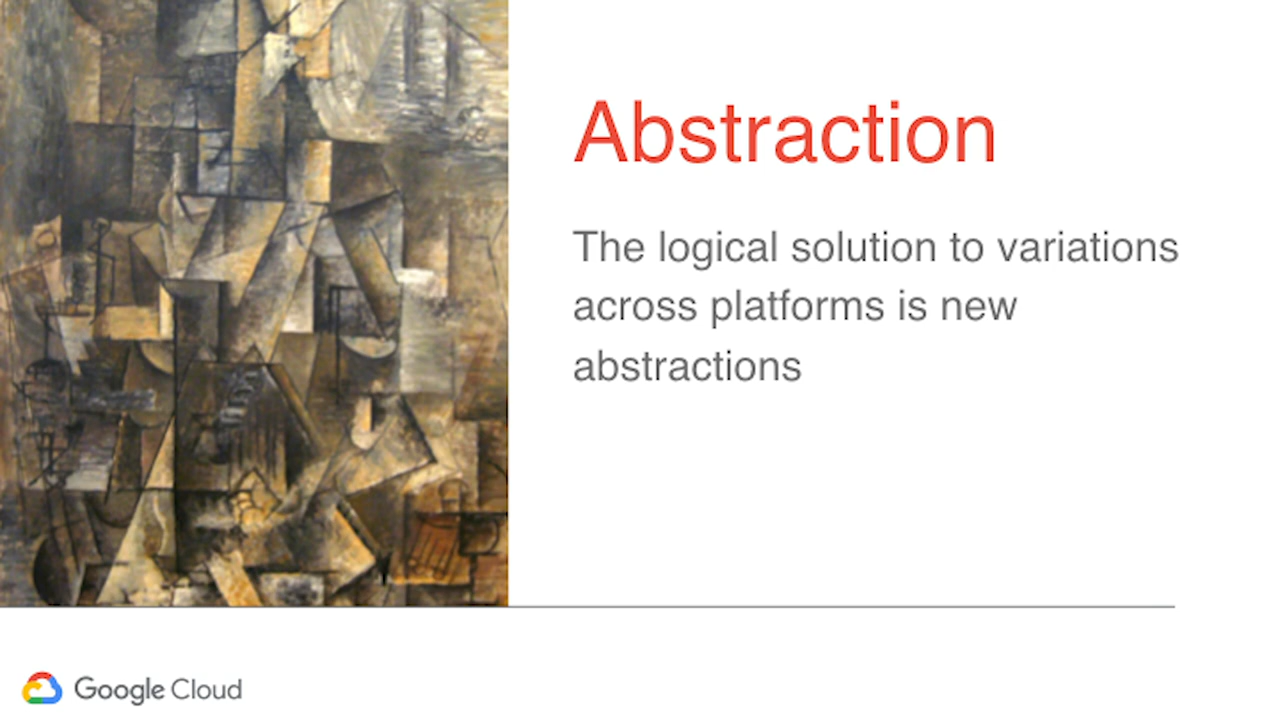 Abstraction
The logical solution to variations
across platforms is new
abstractions
Google Cloud